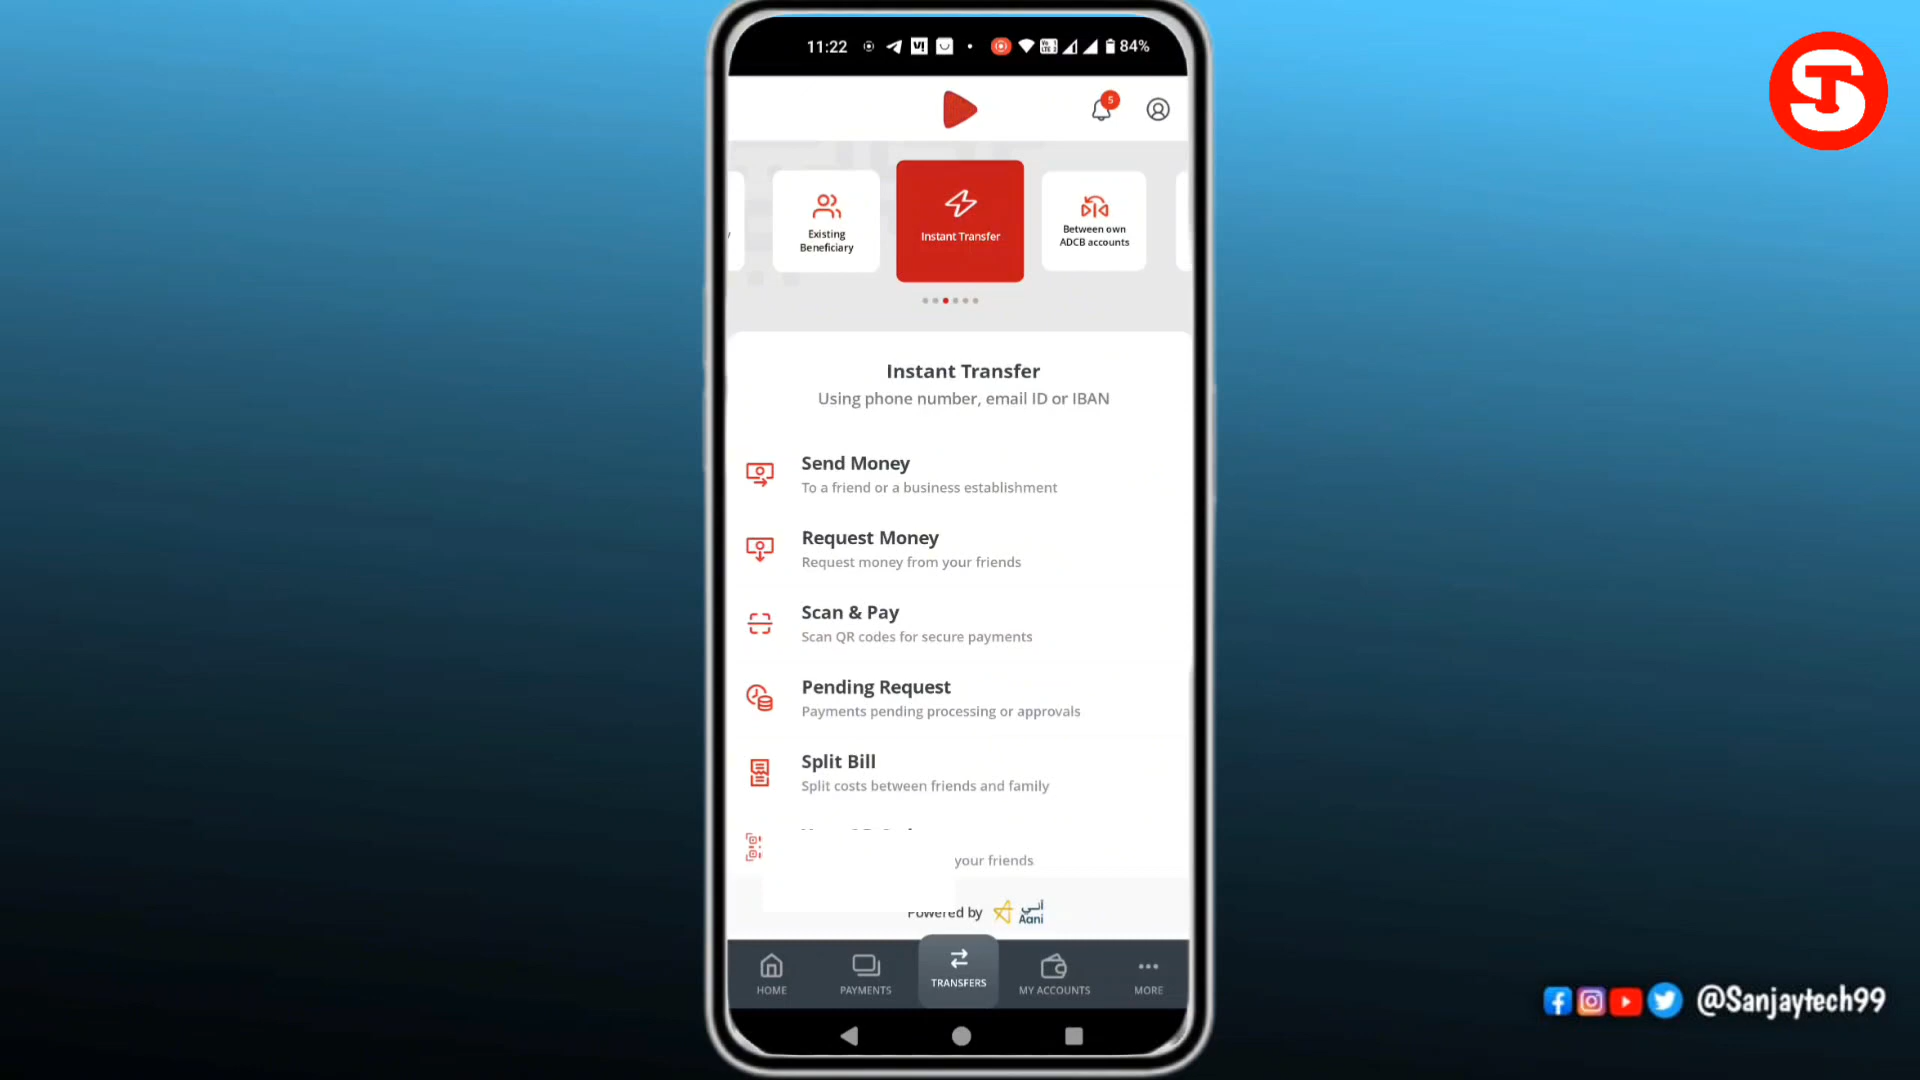 11:22
84%
5
Existing
Beneficiary
Instant Transfer
Between own
ADCB accounts
Instant Transfer
Using phone number, email ID or IBAN
Send Money
To a friend or a business establishment
Request Money
Request money from your friends
Scan & Pay
Scan QR codes for secure payments
Pending Request
Payments pending processing or approvals
Split Bill
Split costs between friends and family
your friends
Powered by
آني
Aani
HOME
PAYMENTS
TRANSFERS
MY ACCOUNTS
MORE
@Sanjaytech99